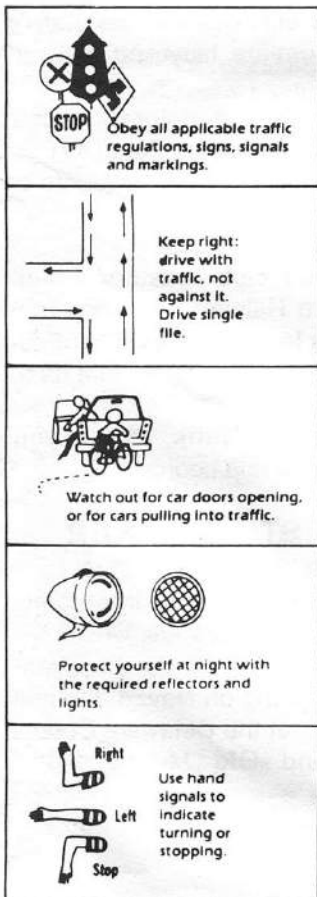 STOP
Obey all applicable traffic
regulations, signs, signals
and markings.
Keep right:
drive with
traffic, not
against it.
Drive single
file.
Watch out for car doors opening,
or for cars pulling into traffic.
Protect yourself at night with
the required reflectors and
lights.
Right
Left
Stop
Use hand
signals to
indicate
turning or
stopping.